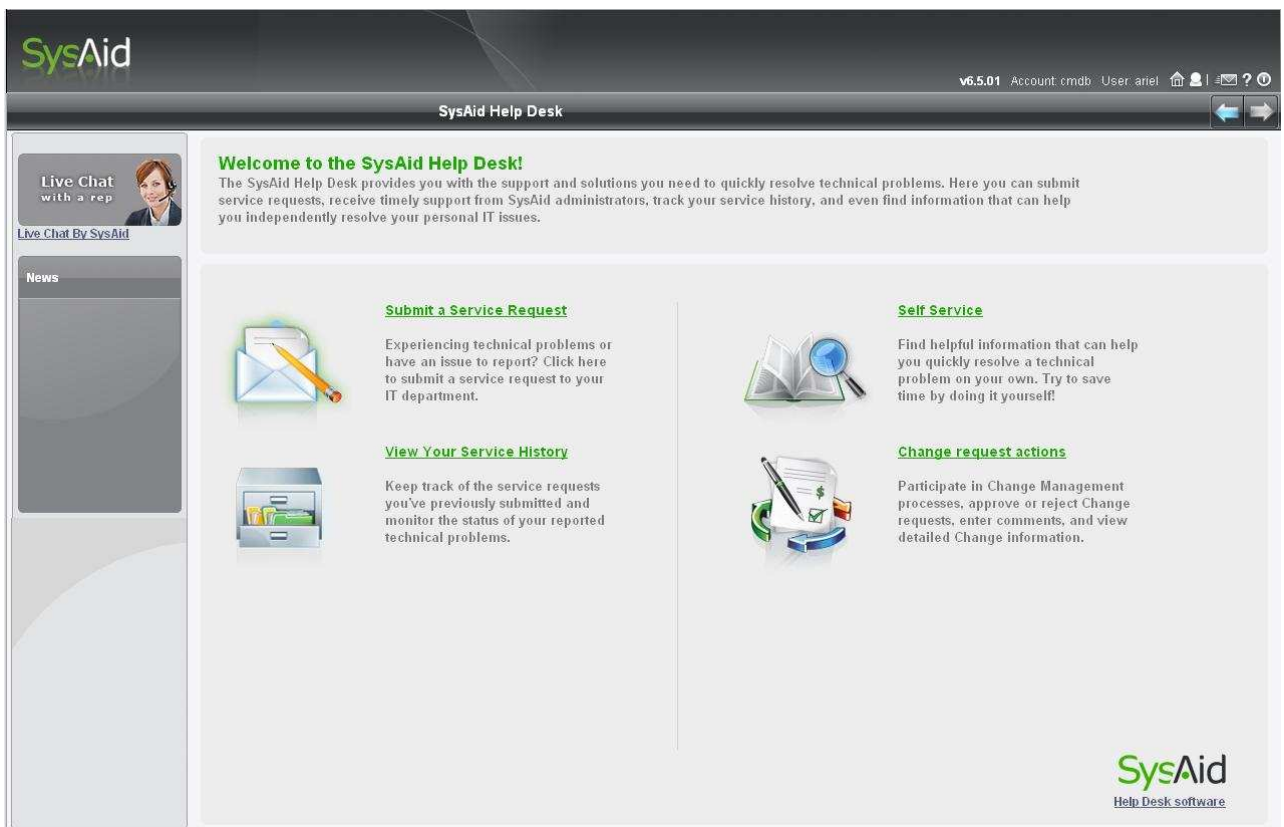 SysAid
v6.5.01 Account: cmdb User: ariel
SysAid Help Desk
Live Chat
with a rep
Live Chat By SysAid
News
Welcome to the SysAid Help Desk!
The SysAid Help Desk provides you with the support and solutions you need to quickly resolve technical problems. Here you can submit
service requests, receive timely support from SysAid administrators, track your service history, and even find information that can help
you independently resolve your personal IT issues.
Submit a Service Request
Experiencing technical problems or
have an issue to report? Click here
to submit a service request to your
IT department.
View Your Service History
Keep track of the service requests
you've previously submitted and
monitor the status of your reported
technical problems.
Self Service
Find helpful information that can help
you quickly resolve a technical
problem on your own. Try to save
time by doing it yourself!
Change request actions
Participate in Change Management
processes, approve or reject Change
requests, enter comments, and view
detailed Change information.
SysAid
Help Desk software